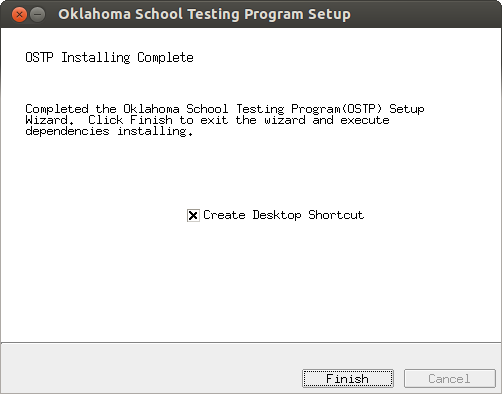 Oklahoma School Testing Program Setup
OSTP Installing Complete
Completed the Oklahoma School Testing Program(OSTP) Setup
Wizard. Click Finish to exit the wizard and execute
dependencies installing.
Create Desktop Shortcut
Finish
Cancel